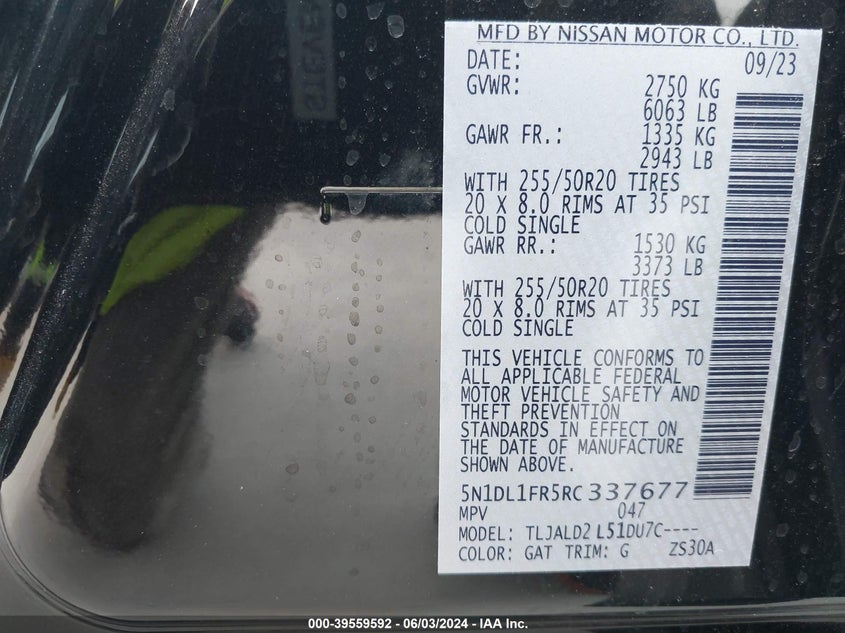 MFD BY NISSAN MOTOR CO., LTD.
DATE: 09/23
GVWR: 2750 KG
6063 LB
GAWR FR.: 1335 KG
2943 LB
WITH 255/50R20 TIRES
20 X 8.0 RIMS AT 35 PSI
COLD SINGLE
GAWR RR.: 1530 KG
3373 LB
WITH 255/50R20 TIRES
20 X 8.0 RIMS AT 35 PSI
COLD SINGLE
THIS VEHICLE CONFORMS TO
ALL APPLICABLE FEDERAL
MOTOR VEHICLE SAFETY AND
THEFT PREVENTION
STANDARDS IN EFFECT ON
THE DATE OF MANUFACTURE
SHOWN ABOVE.
5N1DL1FR5RC337677
MPV 047
MODEL: TLJALD2 L51DU7C----
COLOR: GAT TRIM: G ZS30A
000-39559592 - 06/03/2024 - IAA Inc.